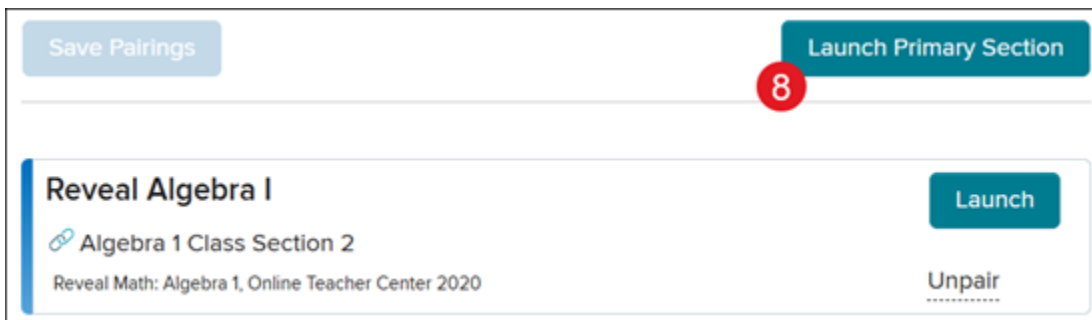 Save Pairings
Launch Primary Section
8
Reveal Algebra I
Launch
Algebra 1 Class Section 2
Reveal Math: Algebra 1, Online Teacher Center 2020
Unpair